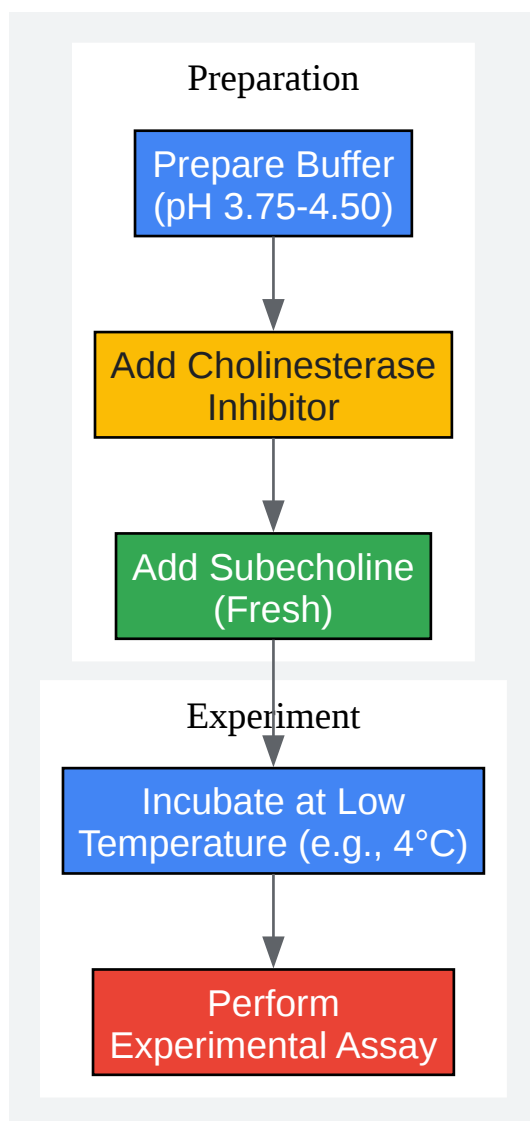 Preparation
Prepare Buffer
(pH 3.75-4.50)
Add Cholinesterase
Inhibitor
Add Subecholine
(Fresh)
Experiment
Incubate at Low
Temperature (e.g., 4°C)
Perform
Experimental Assay